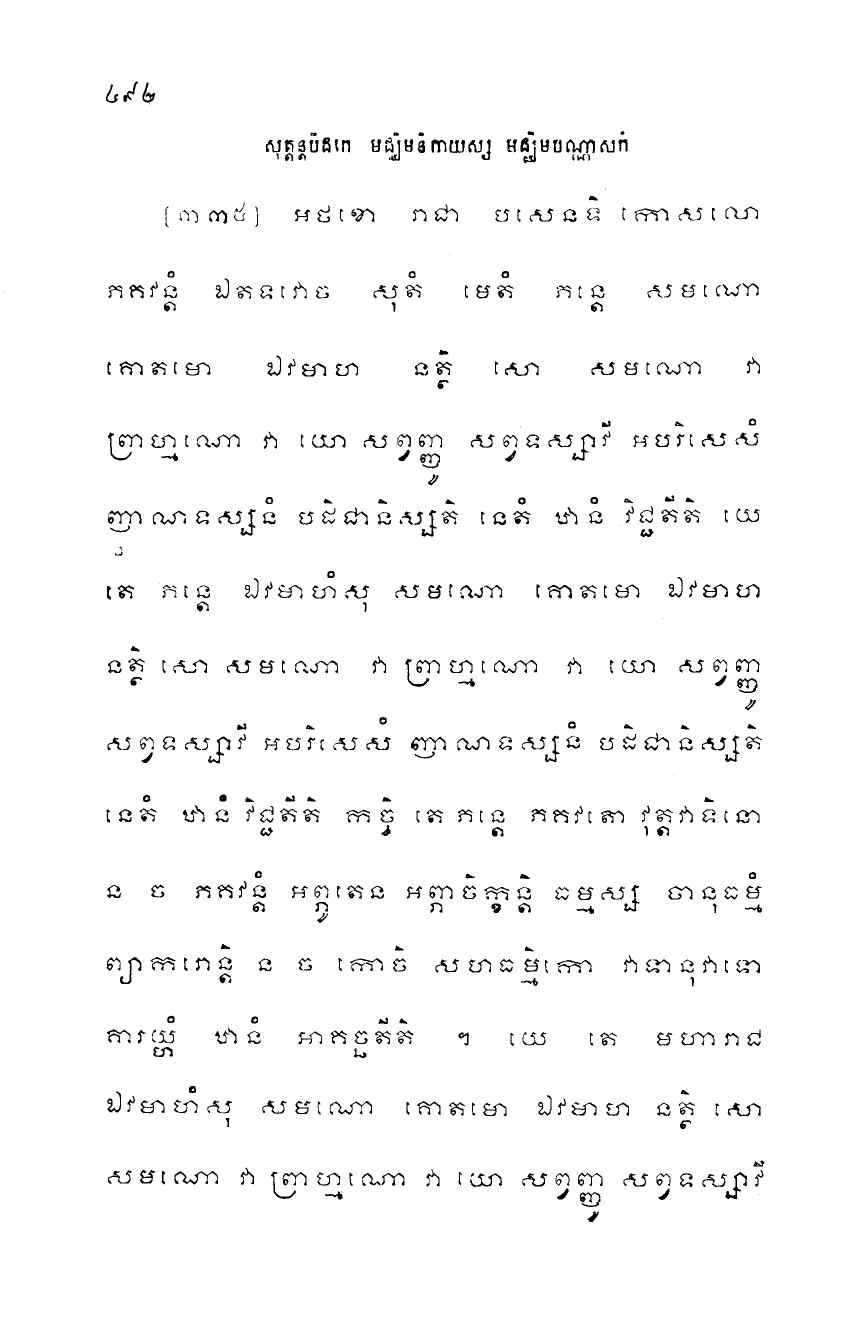 ៤៩២
សុត្តន្តបិដកេ មជ្ឈិមនិកាយស្ស មជ្ឈិមបណ្ណាសកំ
[៣៣៥] អថខោ រាជា បសេនទិ កោសលោ
ភគវន្តំ ឯតទវោច សុតំ មេតំ ភន្តេ សមណោ
គោតមោ ឯវមាហ នត្ថិ សោ សមណោ វា
ព្រាហ្មណោ វា យោ សព្វញ្ញូ សព្វទស្សាវី អបរិសេសំ
ញាណទស្សនំ បដិជានិស្សតិ នេតំ ឋានំ វិជ្ជតីតិ យេ
តេ ភន្តេ ឯវមាហំសុ សមណោ គោតមោ ឯវមាហ
នត្ថិ សោ សមណោ វា ព្រាហ្មណោ វា យោ សព្វញ្ញូ
សព្វទស្សាវី អបរិសេសំ ញាណទស្សនំ បដិជានិស្សតិ
នេតំ ឋានំ វិជ្ជតីតិ កច្ចិ តេ ភន្តេ ភគវតោ វុត្តវាទិនោ
ន ច ភគវន្តំ អព្ភូតេន អព្ភាចិក្ខន្តិ ធម្មស្ស ចានុធម្មំ
ព្យាករោន្តិ ន ច កោចិ សហធម្មិកោ វាទានុវាទោ
គារយ្ហំ ឋានំ អាគច្ឆតីតិ ។ យេ តេ មហារាជ
ឯវមាហំសុ សមណោ គោតមោ ឯវមាហ នត្ថិ សោ
សមណោ វា ព្រាហ្មណោ វា យោ សព្វញ្ញូ សព្វទស្សាវី